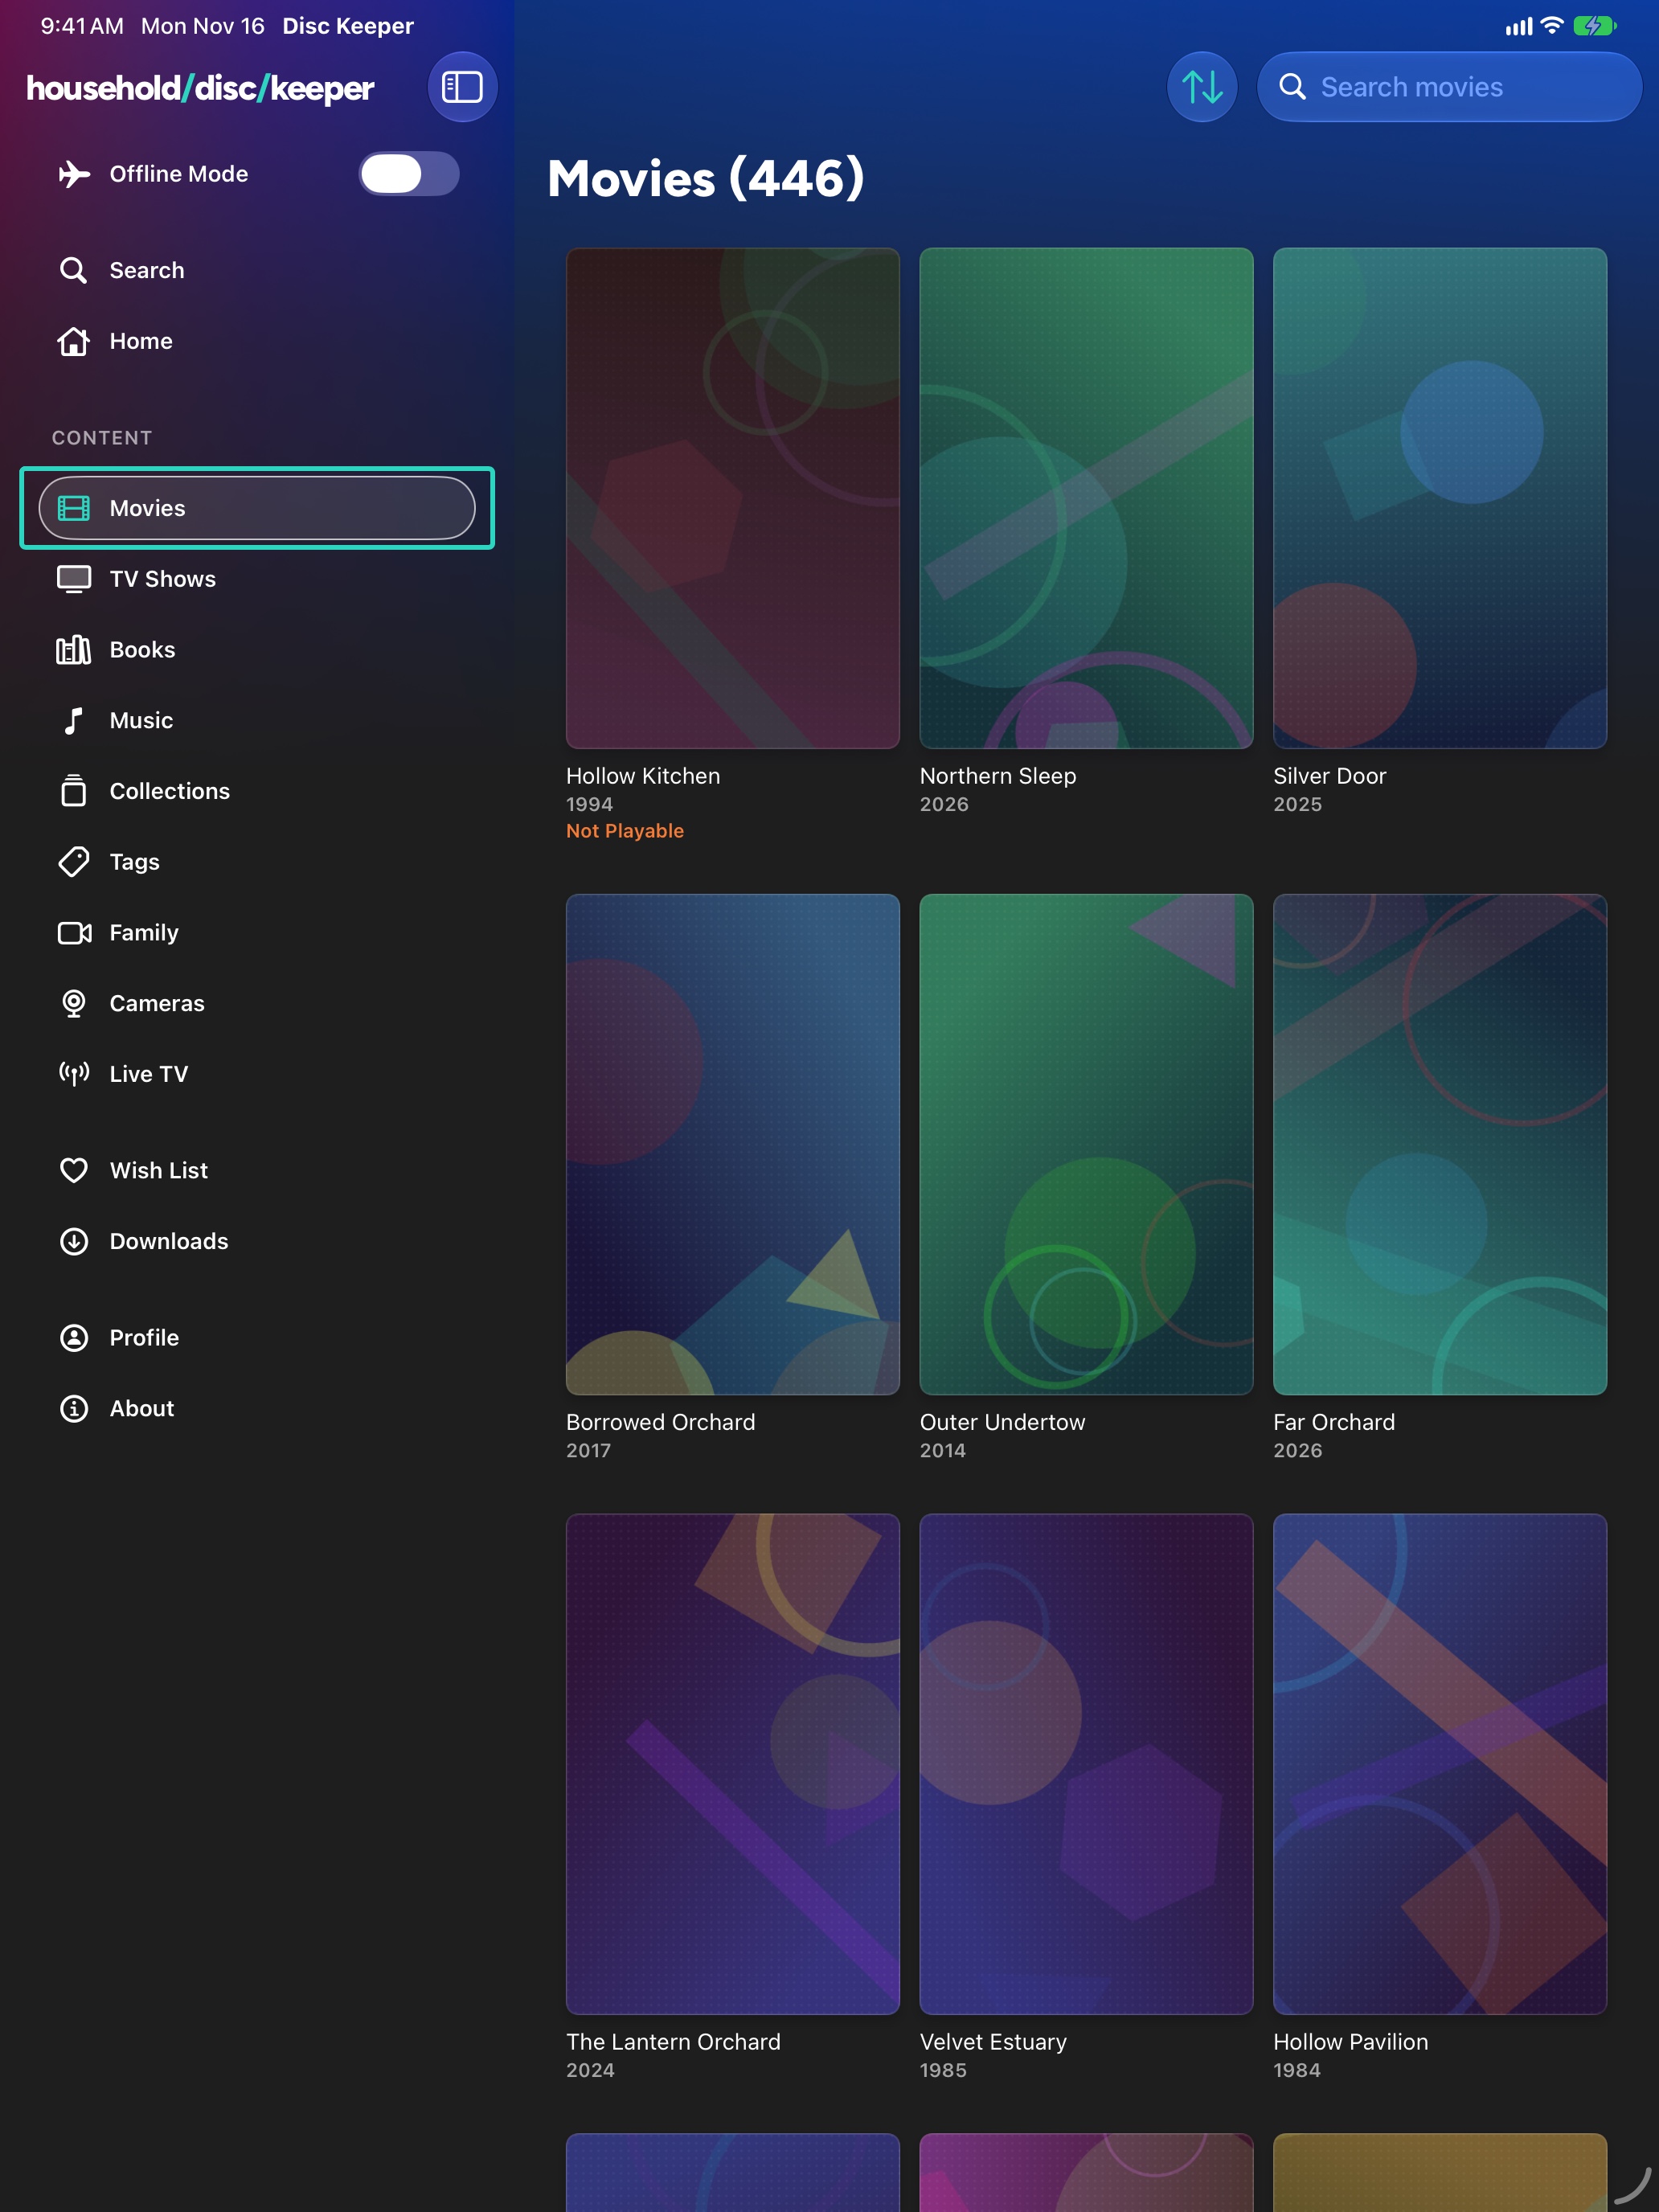 9:41 AM Mon Nov 16 Disc Keeper
household/disc/keeper
Search movies
Offline Mode
Movies (446)
Search
Home
CONTENT
Movies
TV Shows
Books
Music
Collections
Tags
Family
Cameras
Live TV
Wish List
Downloads
Profile
About
Hollow Kitchen
1994
Not Playable
Northern Sleep
2026
Silver Door
2025
Borrowed Orchard
2017
Outer Undertow
2014
Far Orchard
2026
The Lantern Orchard
2024
Velvet Estuary
1985
Hollow Pavilion
1984